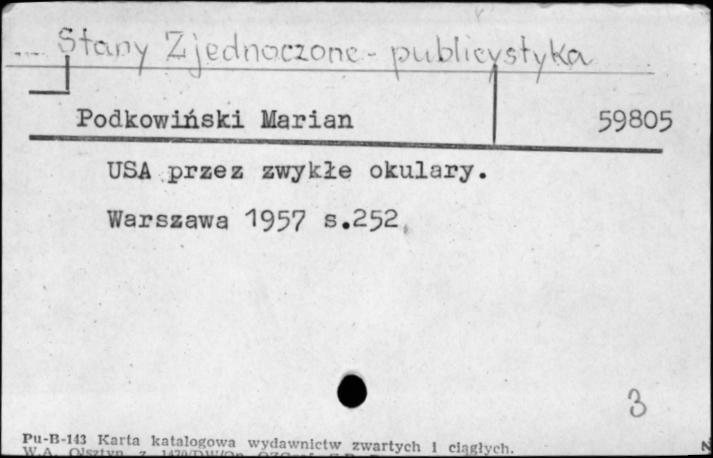 Stany Zjednoczone - publicystyka
Podkowiński Marian 59805
USA przez zwykłe okulary.
Warszawa 1957 s.252
3
Pu-B-143 Karta katalogowa wydawnictw zwartych i ciągłych.
W.A. Olsztyn z.